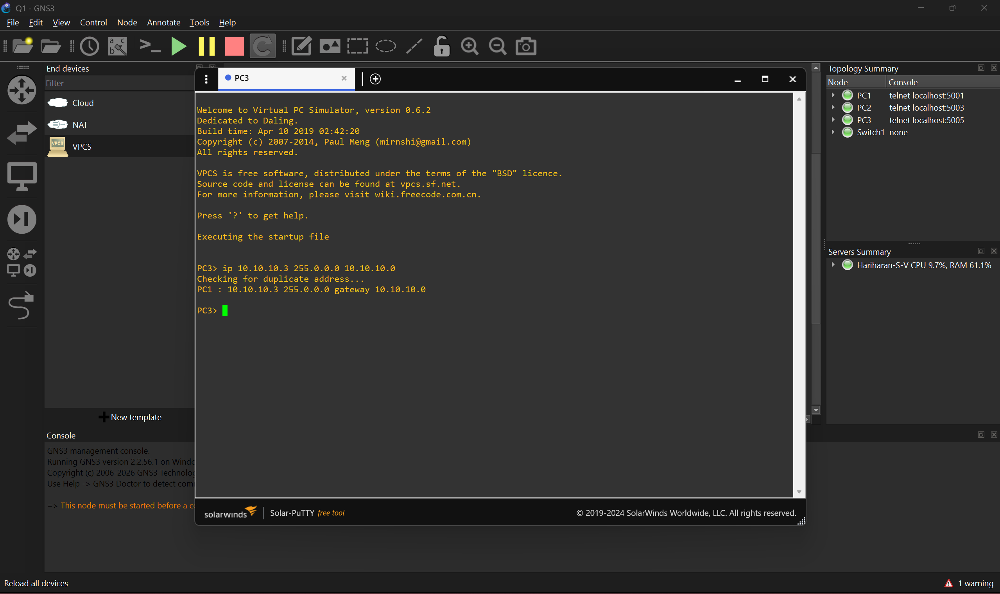 Q1 - GNS3
File Edit View Control Node Annotate Tools Help
End devices
Filter
Cloud
NAT
VPCS
VPCS
New template
PC3
Welcome to Virtual PC Simulator, version 0.6.2
Dedicated to Daling.
Build time: Apr 10 2019 02:42:20
Copyright (c) 2007-2014, Paul Meng (mirnshi@gmail.com)
All rights reserved.
VPCS is free software, distributed under the terms of the "BSD" licence.
Source code and license can be found at vpcs.sf.net.
For more information, please visit wiki.freecode.com.cn.
Press '?' to get help.
Executing the startup file
PC3> ip 10.10.10.3 255.0.0.0 10.10.10.0
Checking for duplicate address...
PC1 : 10.10.10.3 255.0.0.0 gateway 10.10.10.0
PC3>
solarwinds Solar-PuTTY free tool © 2019-2024 SolarWinds Worldwide, LLC. All rights reserved.
Topology Summary
Node Console
PC1 telnet localhost:5001
PC2 telnet localhost:5003
PC3 telnet localhost:5005
Switch1 none
Servers Summary
Hariharan-S-V CPU 9.7%, RAM 61.1%
Console
GNS3 management console.
Running GNS3 version 2.2.56.1 on
Copyright (c) 2006-2026 GNS3
Use Help -> GNS3 Doctor to detect
=> This node must be started before a
Reload all devices
1 warning